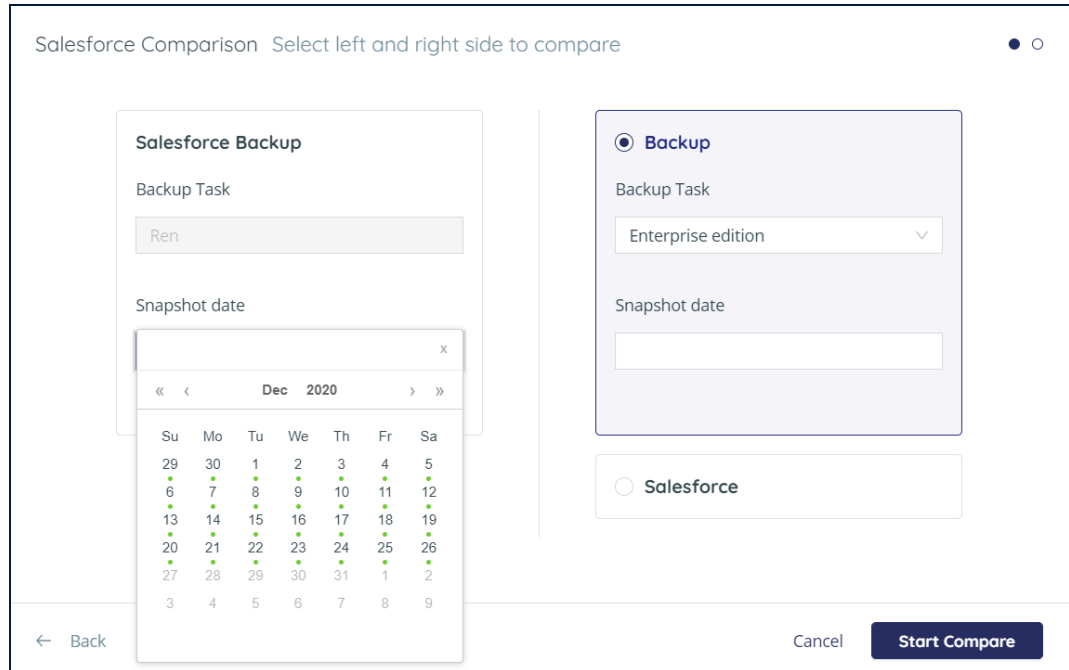 Salesforce Comparison Select left and right side to compare
Salesforce Backup
Backup Task
Ren
Snapshot date
x
« ‹ Dec 2020 › »
Su Mo Tu We Th Fr Sa
29 30 1 2 3 4 5
6 7 8 9 10 11 12
13 14 15 16 17 18 19
20 21 22 23 24 25 26
27 28 29 30 31 1 2
3 4 5 6 7 8 9
Backup
Backup Task
Enterprise edition
Snapshot date
Salesforce
← Back
Cancel
Start Compare